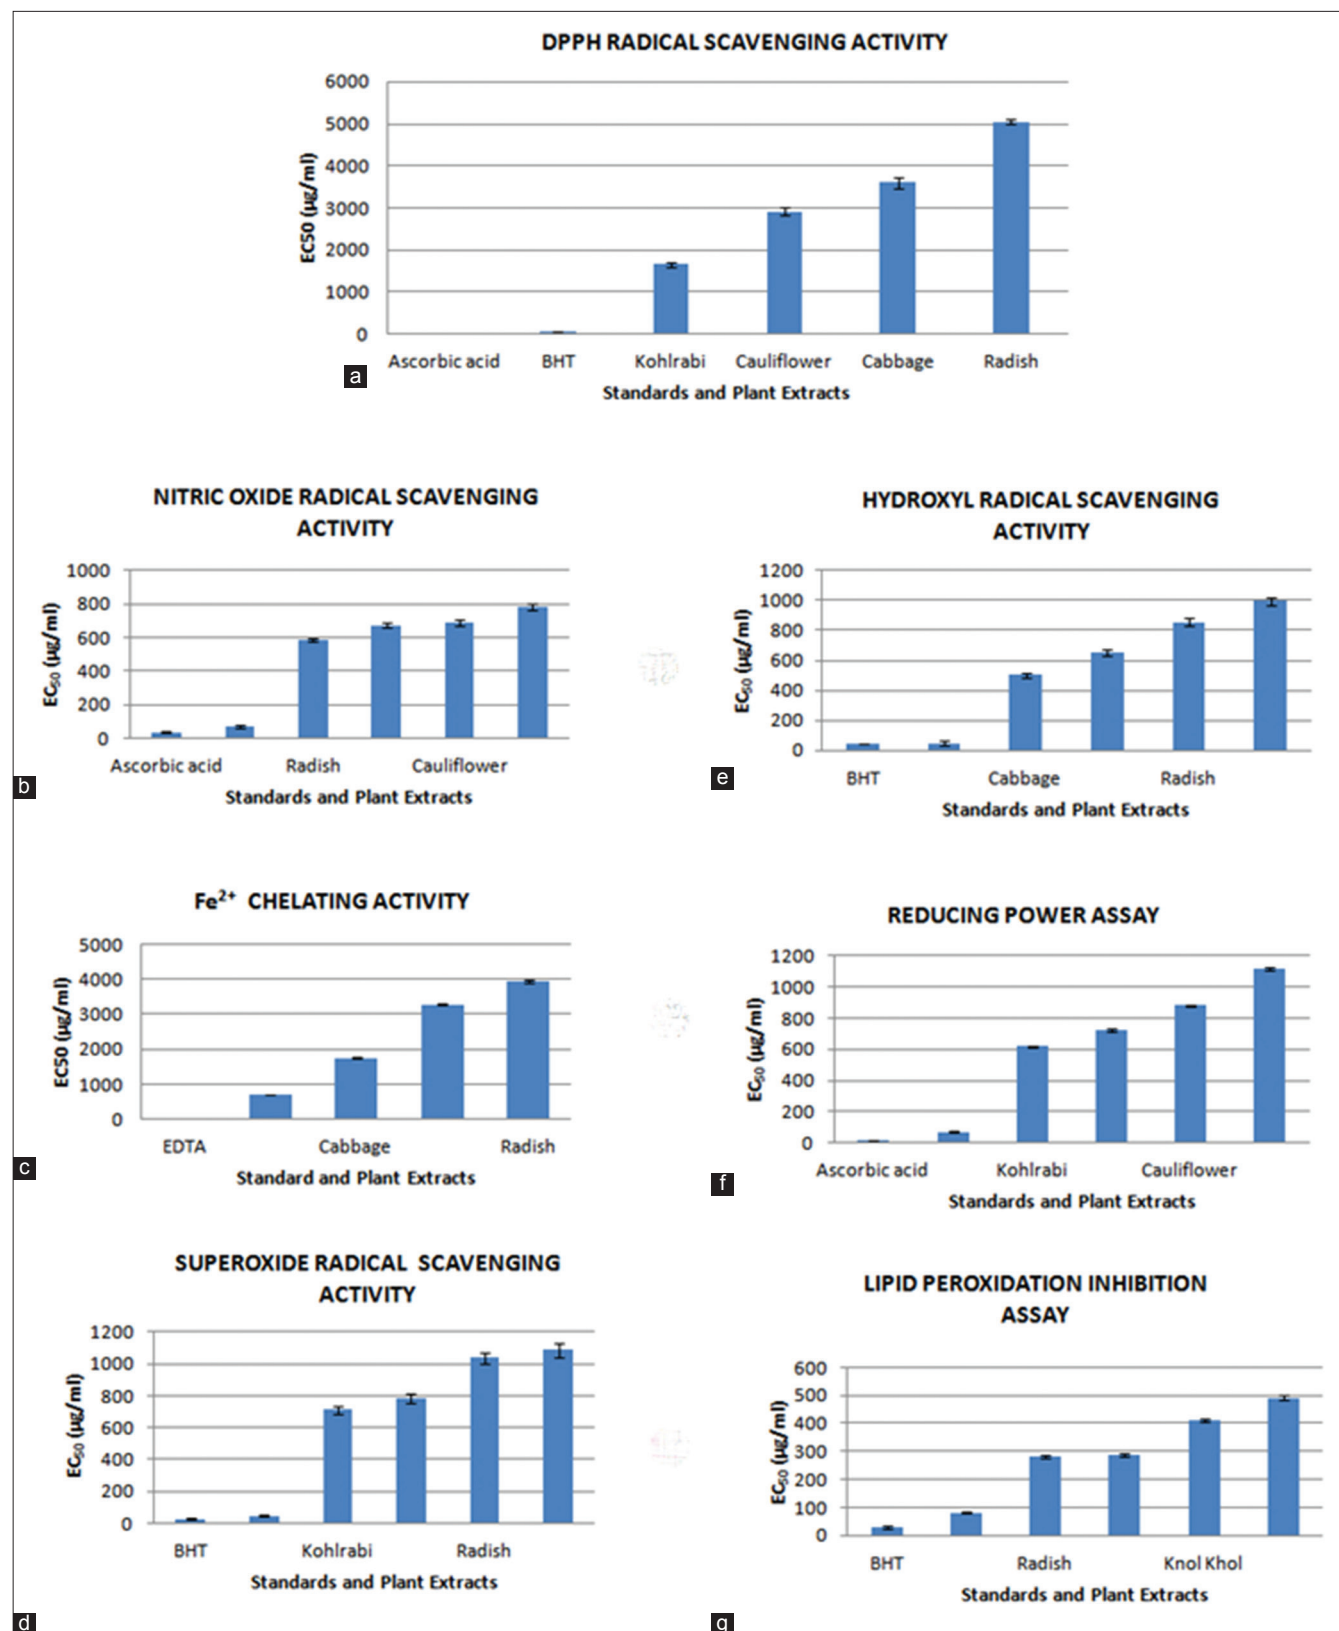 DPPH RADICAL SCAVENGING ACTIVITY
6000
5000
4000
3000
2000
1000
0
EC50 (µg/ml)
Ascorbic acid BHT Kohlrabi Cauliflower Cabbage Radish
a
Standards and Plant Extracts
NITRIC OXIDE RADICAL SCAVENGING
ACTIVITY
1000
800
600
400
200
0
EC₅₀ (µg/ml)
Ascorbic acid Radish Cauliflower
b
Standards and Plant Extracts
HYDROXYL RADICAL SCAVENGING
ACTIVITY
1200
1000
800
600
400
200
0
EC₅₀ (µg/ml)
BHT Cabbage Radish
e
Standards and Plant Extracts
Fe²⁺ CHELATING ACTIVITY
5000
4000
3000
2000
1000
0
EC50 (µg/ml)
EDTA Cabbage Radish
c
Standard and Plant Extracts
REDUCING POWER ASSAY
1200
1000
800
600
400
200
0
EC₅₀ (µg/ml)
Ascorbic acid Kohlrabi Cauliflower
f
Standards and Plant Extracts
SUPEROXIDE RADICAL SCAVENGING
ACTIVITY
1200
1000
800
600
400
200
0
EC₅₀ (µg/ml)
BHT Kohlrabi Radish
Standards and Plant Extracts
d
LIPID PEROXIDATION INHIBITION
ASSAY
600
500
400
300
200
100
0
EC₅₀ (µg/ml)
BHT Radish Knol Khol
Standards and Plant Extracts
g